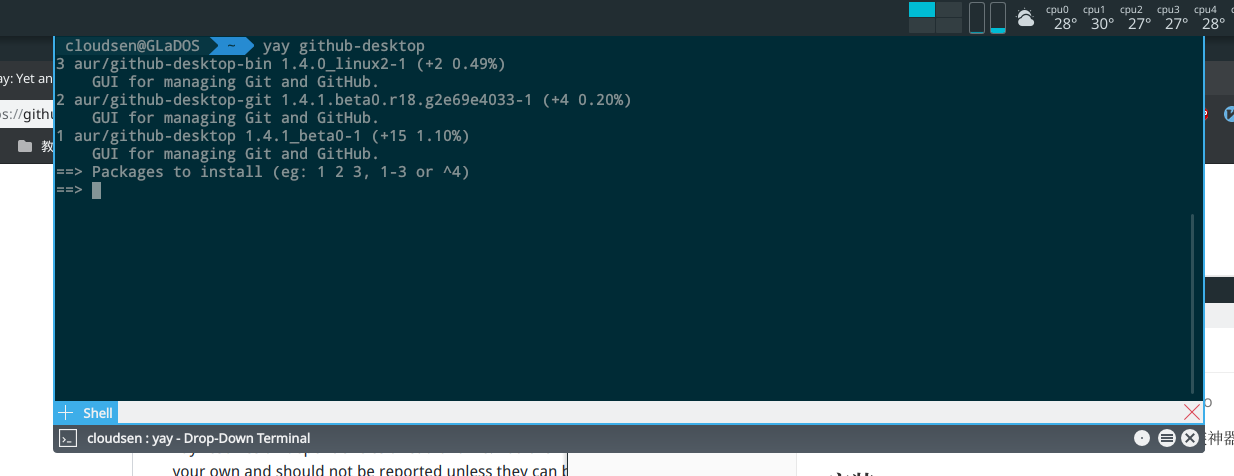 cpu0 cpu1 cpu2 cpu3 cpu4
28° 30° 27° 27° 28°
cloudsen@GLaDOS ~ yay github-desktop
3 aur/github-desktop-bin 1.4.0_linux2-1 (+2 0.49%)
GUI for managing Git and GitHub.
2 aur/github-desktop-git 1.4.1.beta0.r18.g2e69e4033-1 (+4 0.20%)
GUI for managing Git and GitHub.
1 aur/github-desktop 1.4.1_beta0-1 (+15 1.10%)
GUI for managing Git and GitHub.
==> Packages to install (eg: 1 2 3, 1-3 or ^4)
==>
ay: Yet an
s://githu
教
Shell
o
cloudsen : yay - Drop-Down Terminal
神器
your own and should not be reported unless they can b